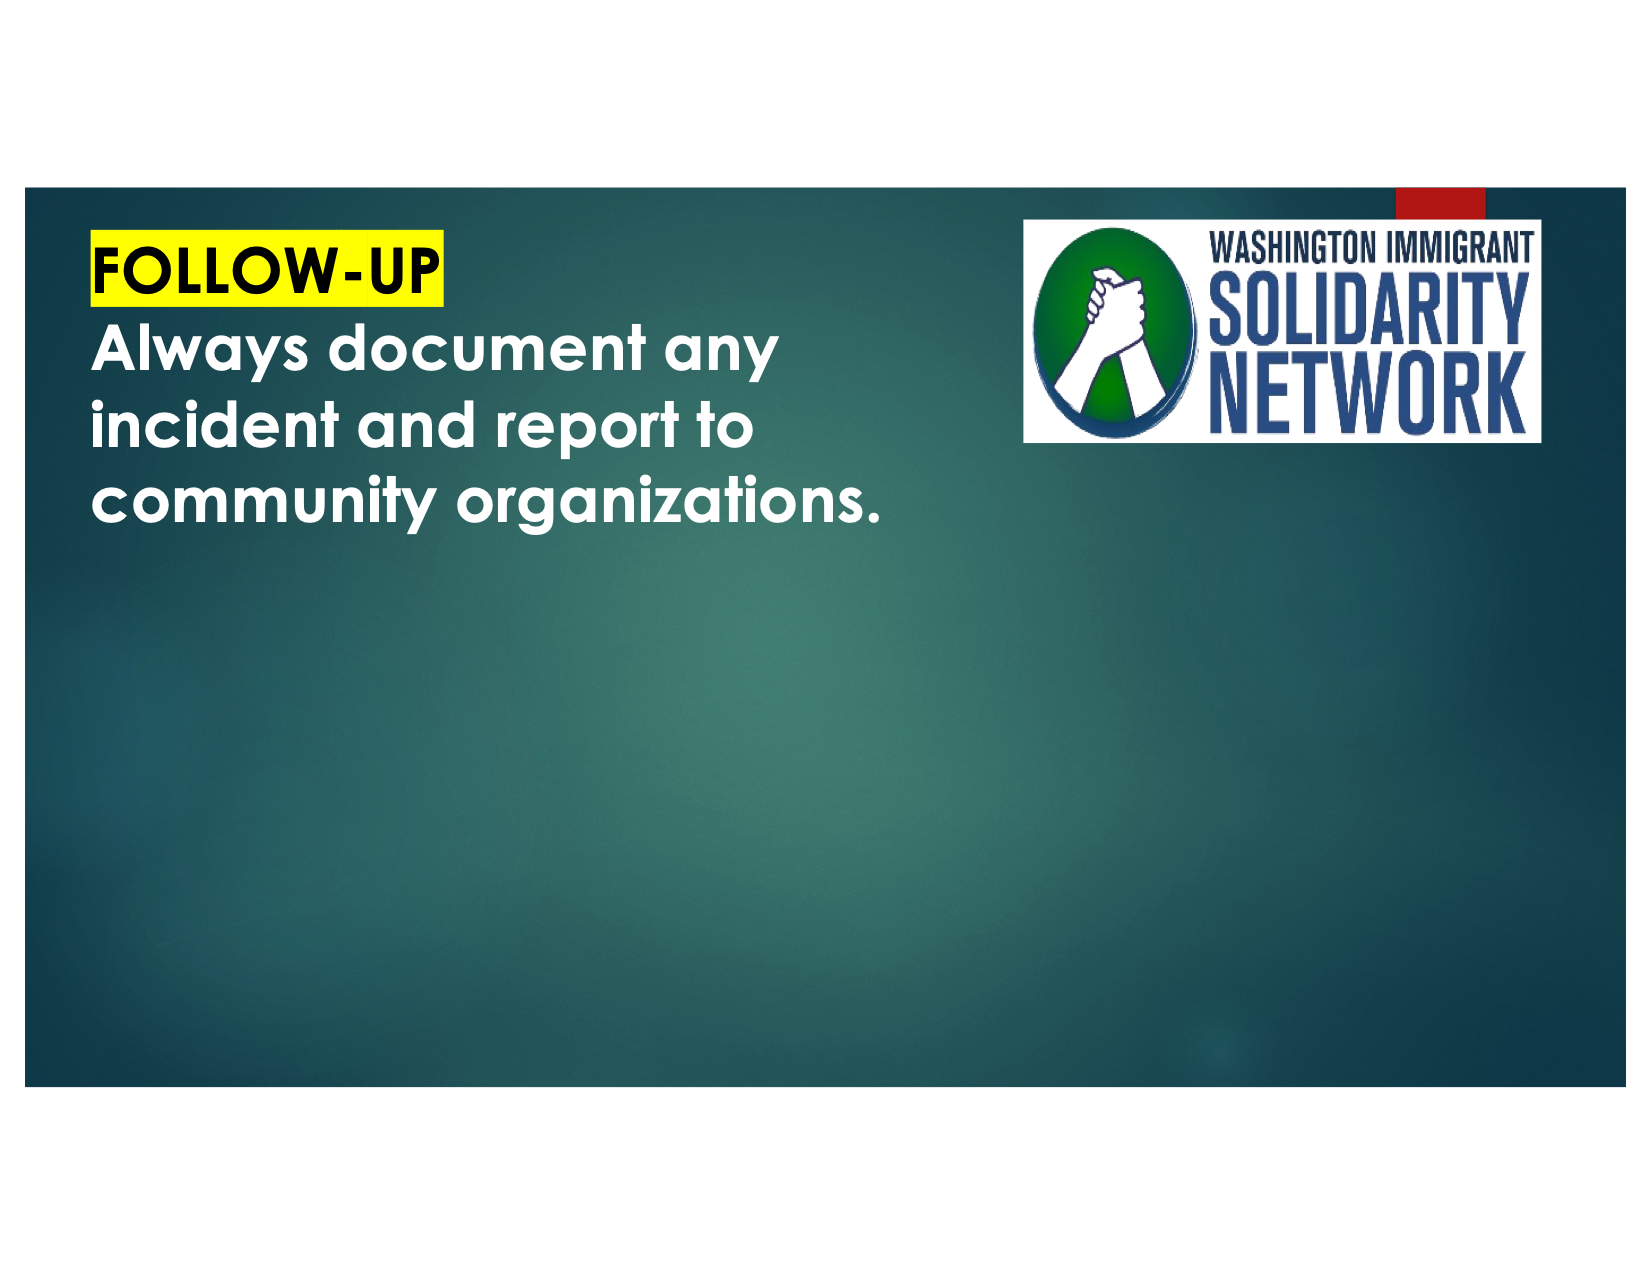 FOLLOW-UP
Always document any
incident and report to
community organizations.
WASHINGTON IMMIGRANT
SOLIDARITY
NETWORK